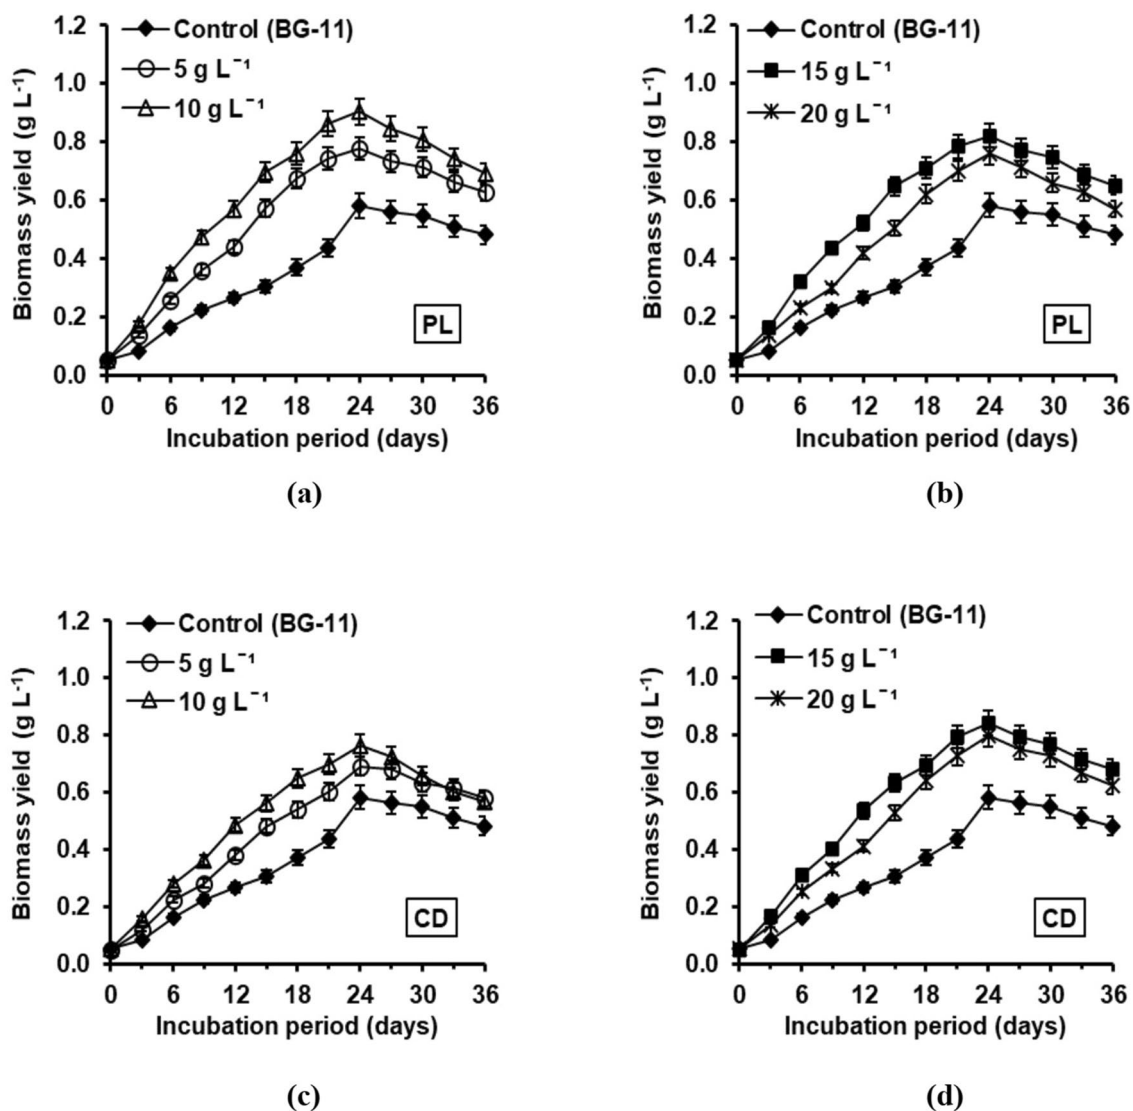 Biomass yield (g L⁻¹)
1.2
1.0
0.8
0.6
0.4
0.2
0.0
Control (BG-11)
5 g L⁻¹
10 g L⁻¹
PL
0 6 12 18 24 30 36
Incubation period (days)
(a)
Biomass yield (g L⁻¹)
1.2
1.0
0.8
0.6
0.4
0.2
0.0
Control (BG-11)
15 g L⁻¹
20 g L⁻¹
PL
0 6 12 18 24 30 36
Incubation period (days)
(b)
Biomass yield (g L⁻¹)
1.2
1.0
0.8
0.6
0.4
0.2
0.0
Control (BG-11)
5 g L⁻¹
10 g L⁻¹
CD
0 6 12 18 24 30 36
Incubation period (days)
(c)
Biomass yield (g L⁻¹)
1.2
1.0
0.8
0.6
0.4
0.2
0.0
Control (BG-11)
15 g L⁻¹
20 g L⁻¹
CD
0 6 12 18 24 30 36
Incubation period (days)
(d)